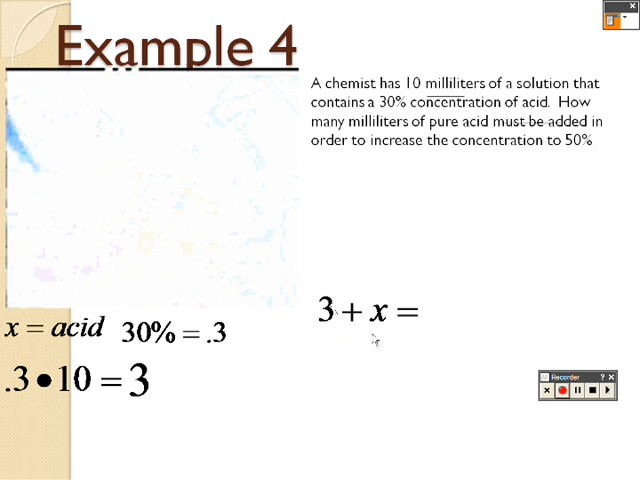 Example 4
A chemist has 10 milliliters of a solution that
contains a 30% concentration of acid. How
many milliliters of pure acid must be added in
order to increase the concentration to 50%
3 + x =
x = acid 30% = .3
.3 • 10 = 3
Recorder